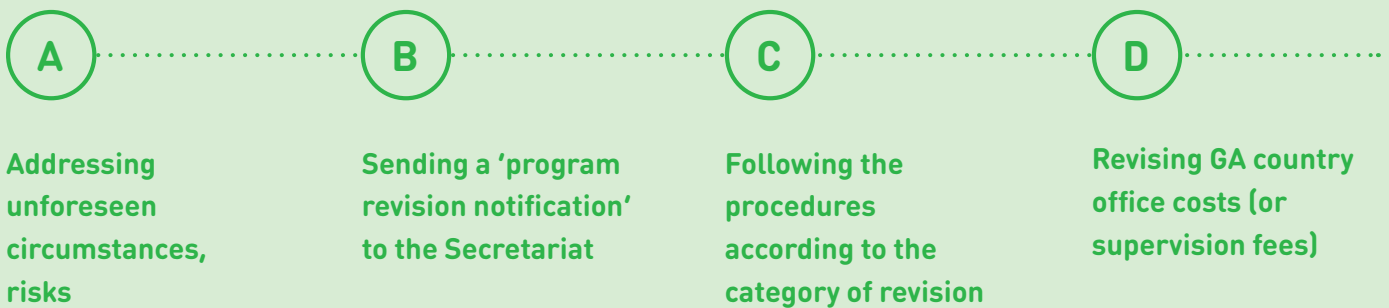 A
B
C
D
Addressing
unforeseen
circumstances,
risks
Sending a ‘program
revision notification’
to the Secretariat
Following the
procedures
according to the
category of revision
Revising GA country
office costs (or
supervision fees)